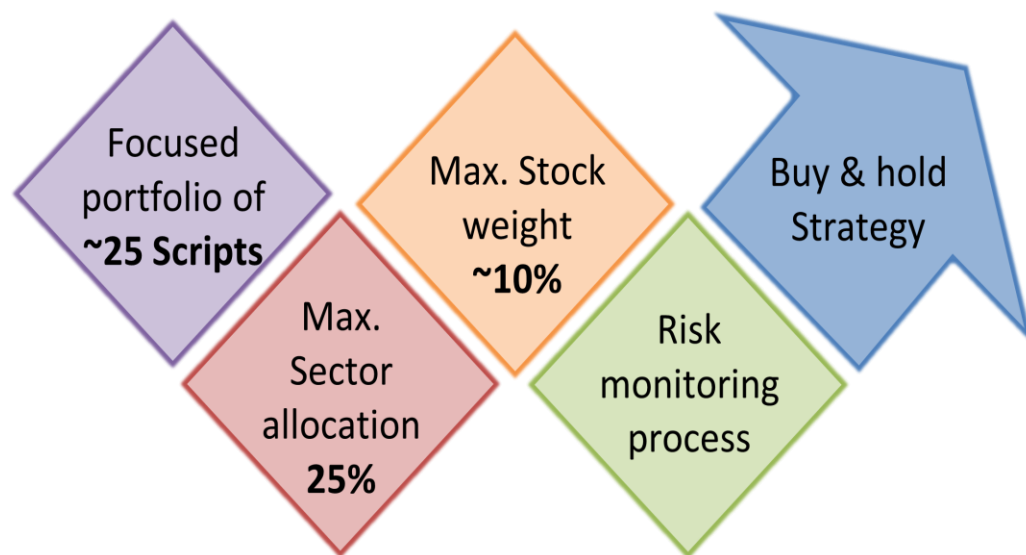 Focused
portfolio of
~25 Scripts
Max.
Sector
allocation
25%
Max. Stock
weight
~10%
Risk
monitoring
process
Buy & hold
Strategy